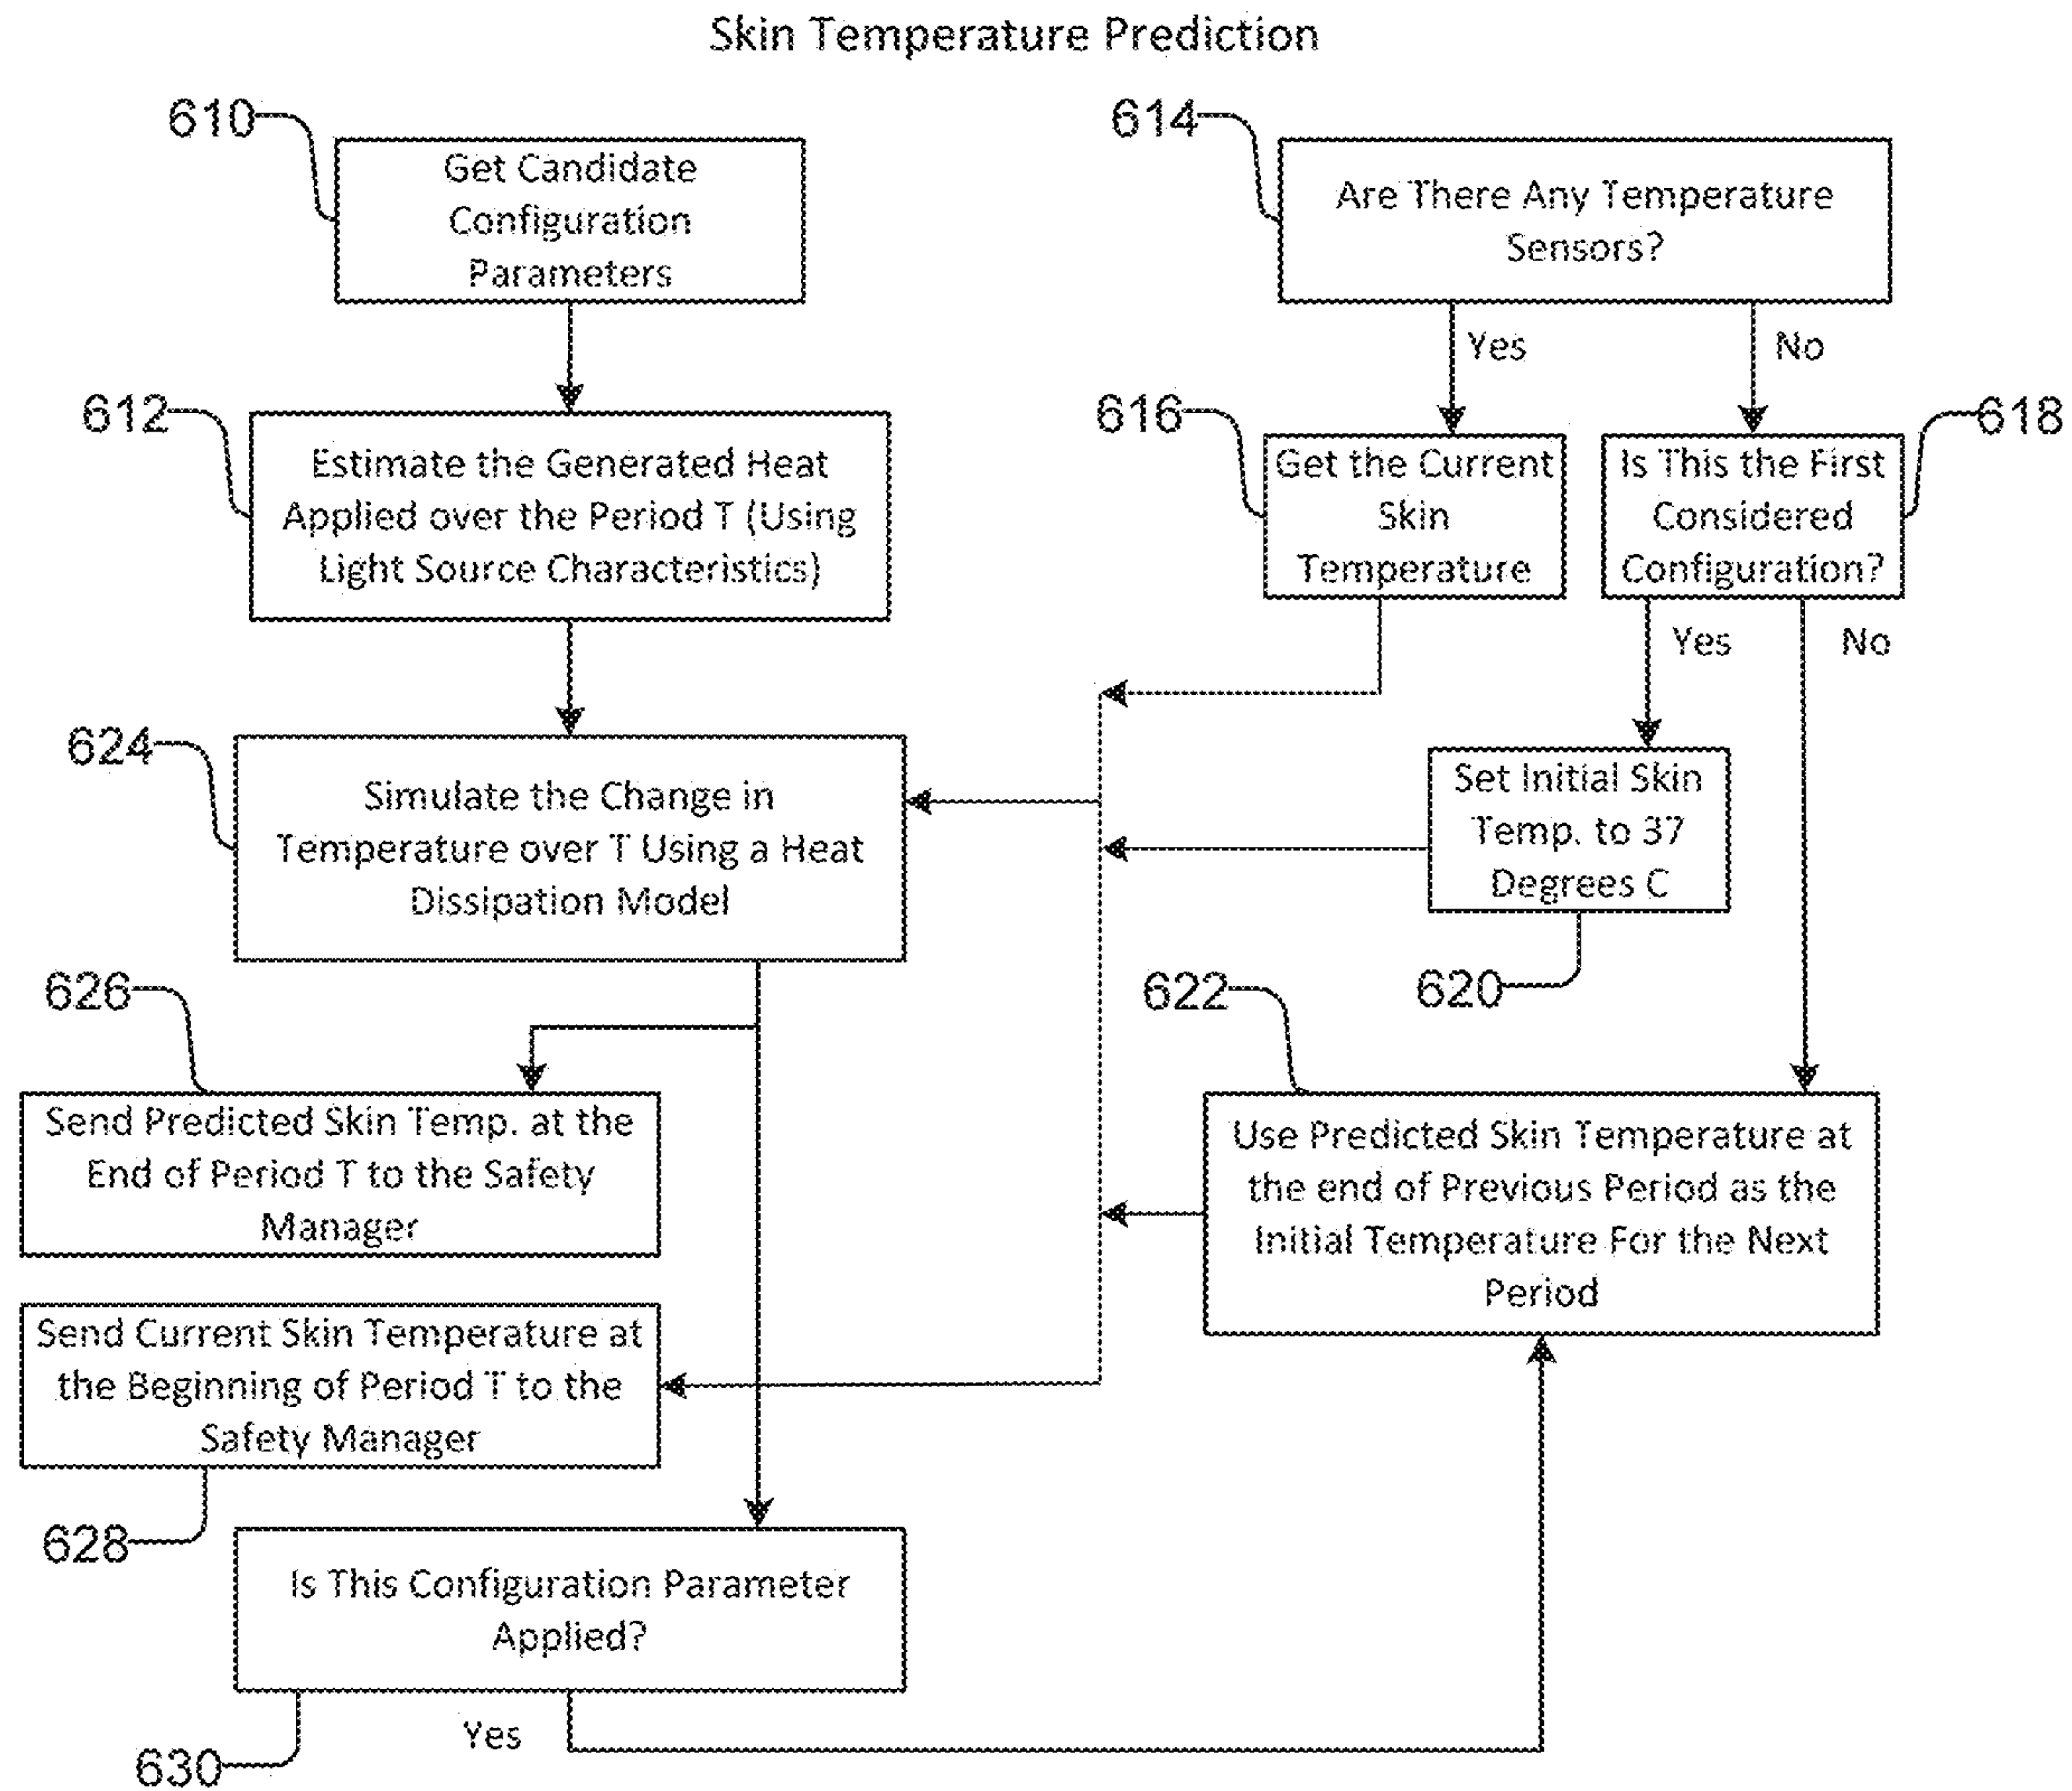 Skin Temperature Prediction
610
Get Candidate
Configuration
Parameters
614
Are There Any Temperature
Sensors?
Yes
No
612
Estimate the Generated Heat
Applied over the Period T (Using
Light Source Characteristics)
616
Get the Current
Skin
Temperature
618
Is This the First
Considered
Configuration?
Yes
No
624
Simulate the Change in
Temperature over T Using a Heat
Dissipation Model
Set Initial Skin
Temp. to 37
Degrees C
620
626
Send Predicted Skin Temp. at the
End of Period T to the Safety
Manager
622
Use Predicted Skin Temperature at
the end of Previous Period as the
Initial Temperature For the Next
Period
Send Current Skin Temperature at
the Beginning of Period T to the
Safety Manager
628
Is This Configuration Parameter
Applied?
Yes
630